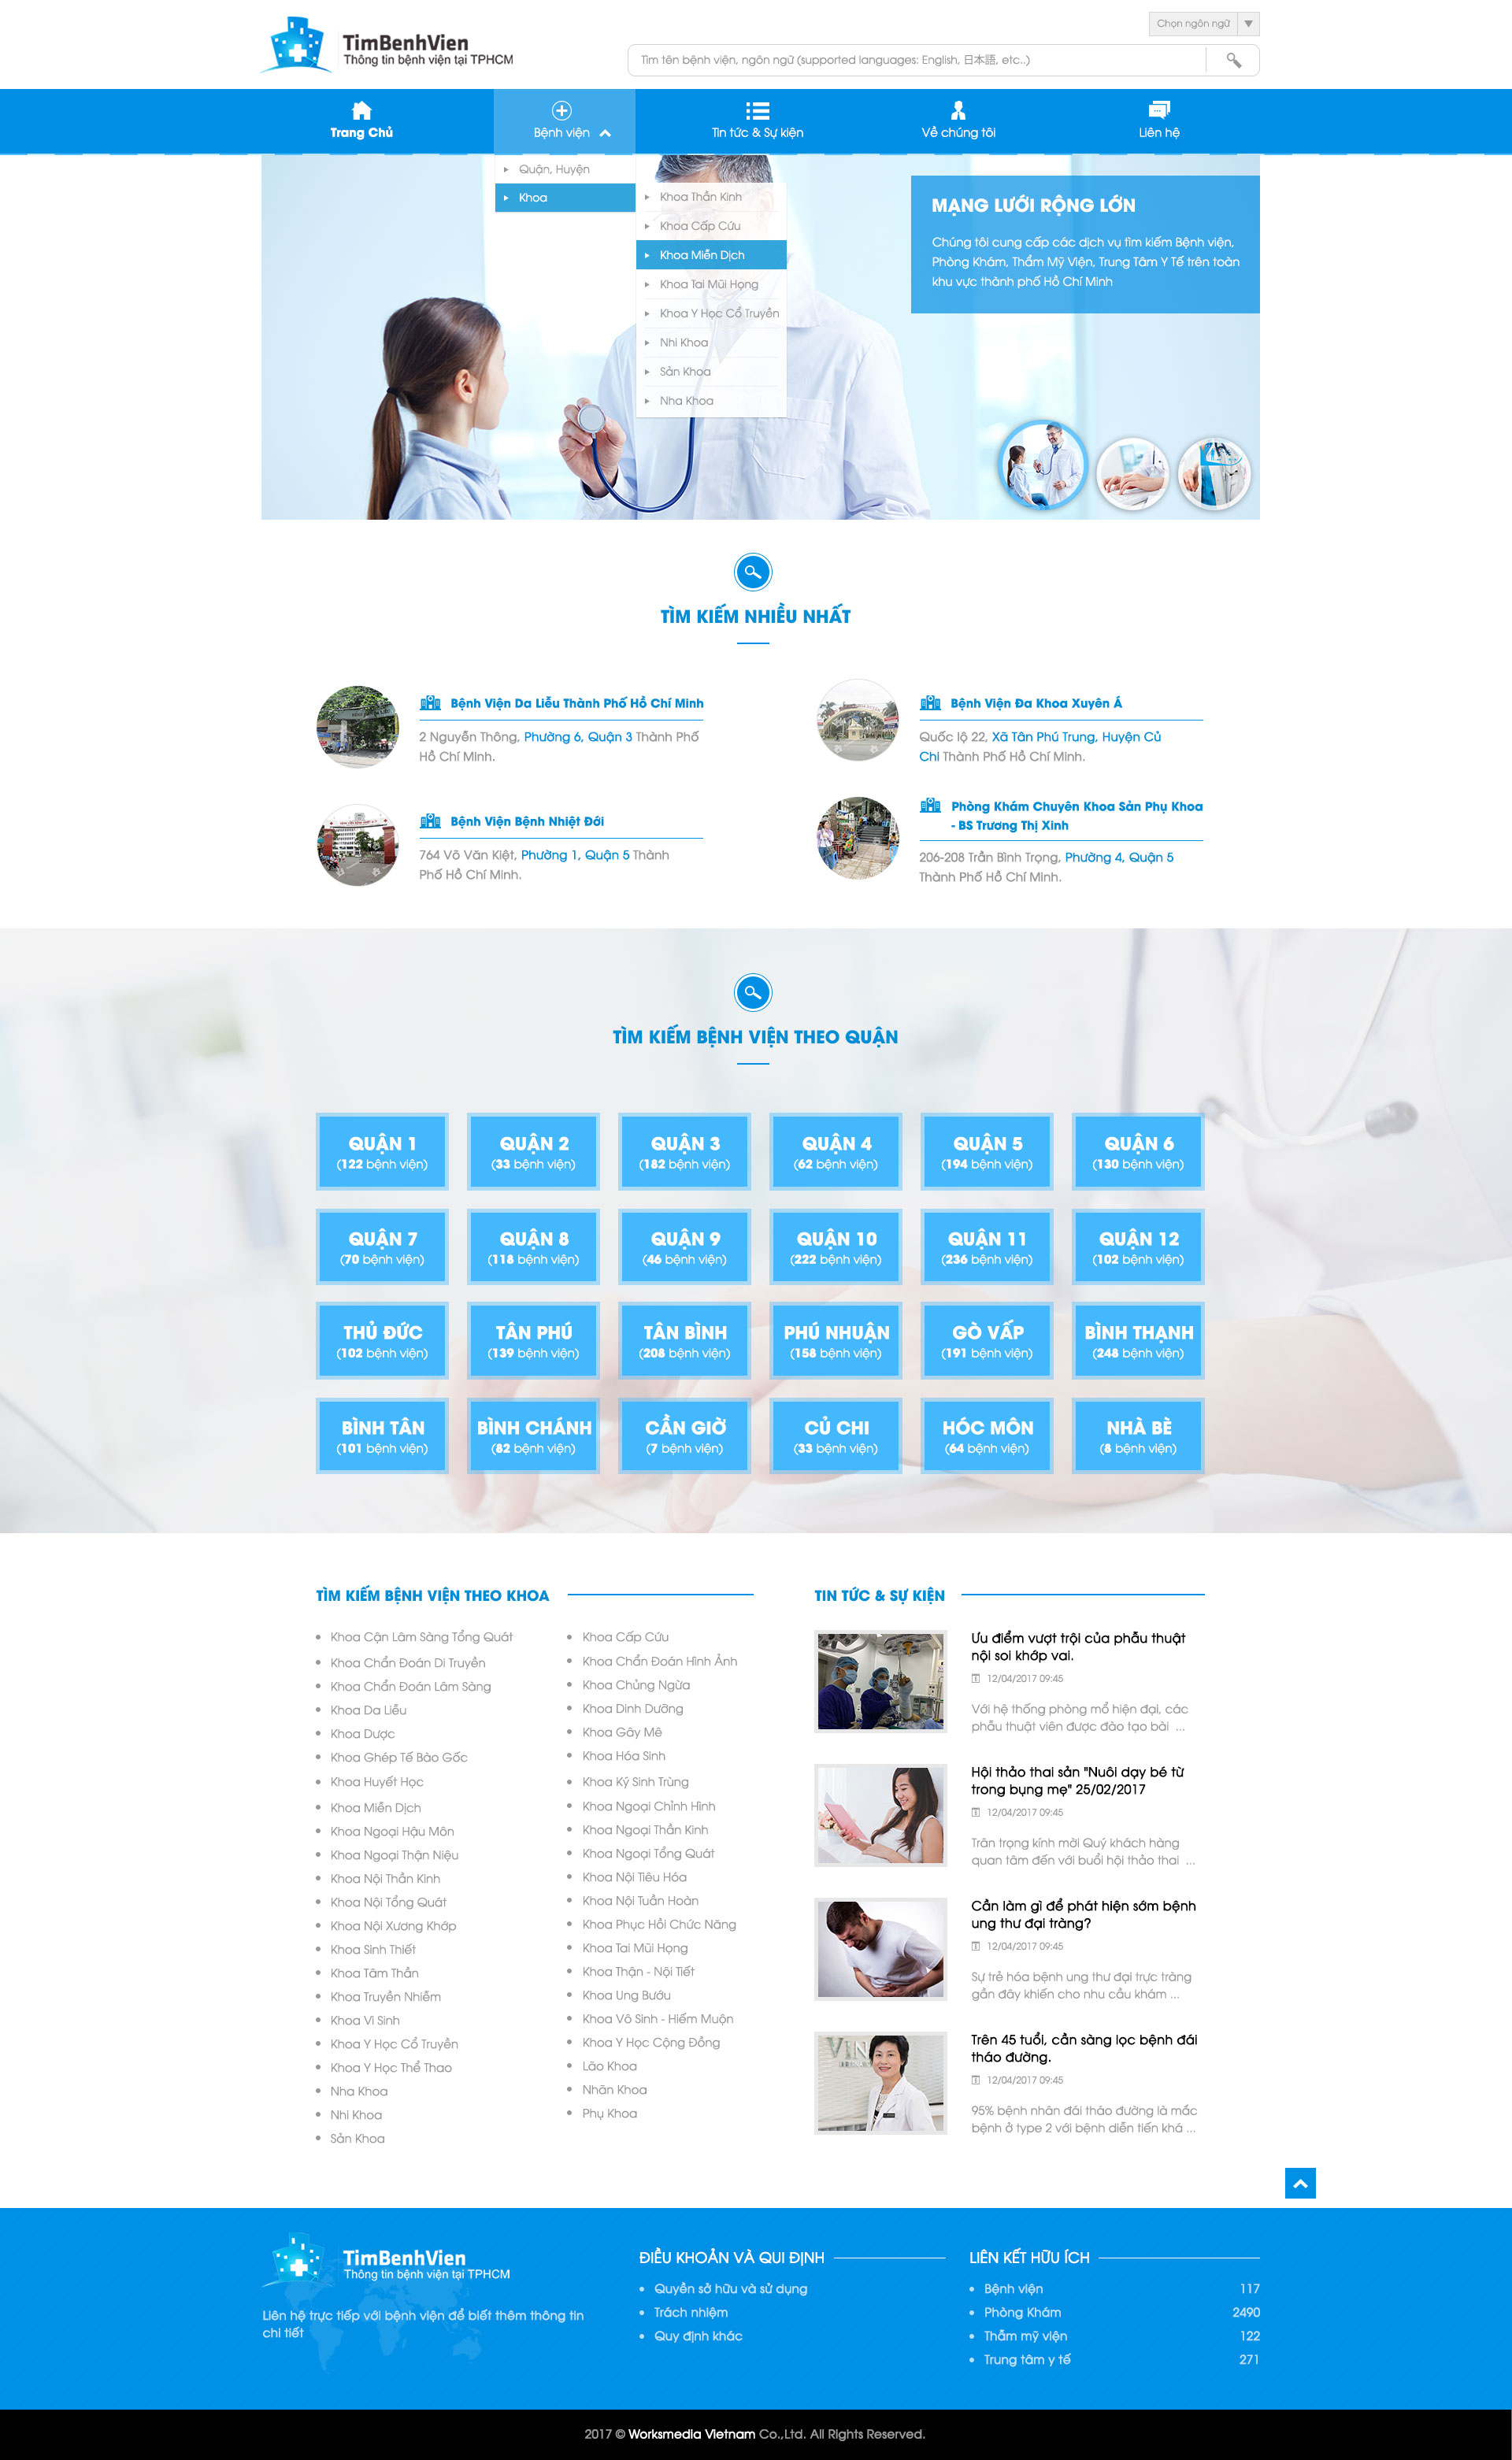 TimBenhVien
Thông tin bệnh viện tại TPHCM
Chọn ngôn ngữ
Tìm tên bệnh viện, ngôn ngữ (supported languages: English, 日本語, etc..)
Trang Chủ
Bệnh viện
Tin tức & Sự kiện
Về chúng tôi
Liên hệ
Quận, Huyện
Khoa
Khoa Thần Kinh
Khoa Cấp Cứu
Khoa Miễn Dịch
Khoa Tai Mũi Họng
Khoa Y Học Cổ Truyền
Nhi Khoa
Sản Khoa
Nha Khoa
MẠNG LƯỚI RỘNG LỚN
Chúng tôi cung cấp các dịch vụ tìm kiếm Bệnh viện,
Phòng Khám, Thẩm Mỹ Viện, Trung Tâm Y Tế trên toàn
khu vực thành phố Hồ Chí Minh
TÌM KIẾM NHIỀU NHẤT
Bệnh Viện Da Liễu Thành Phố Hồ Chí Minh
2 Nguyễn Thông, Phường 6, Quận 3 Thành Phố
Hồ Chí Minh.
Bệnh Viện Đa Khoa Xuyên Á
Quốc lộ 22, Xã Tân Phú Trung, Huyện Củ
Chi Thành Phố Hồ Chí Minh.
Bệnh Viện Bệnh Nhiệt Đới
764 Võ Văn Kiệt, Phường 1, Quận 5 Thành
Phố Hồ Chí Minh.
Phòng Khám Chuyên Khoa Sản Phụ Khoa
- BS Trương Thị Xinh
206-208 Trần Bình Trọng, Phường 4, Quận 5
Thành Phố Hồ Chí Minh.
TÌM KIẾM BỆNH VIỆN THEO QUẬN
QUẬN 1
(122 bệnh viện)
QUẬN 2
(33 bệnh viện)
QUẬN 3
(182 bệnh viện)
QUẬN 4
(62 bệnh viện)
QUẬN 5
(194 bệnh viện)
QUẬN 6
(130 bệnh viện)
QUẬN 7
(70 bệnh viện)
QUẬN 8
(118 bệnh viện)
QUẬN 9
(46 bệnh viện)
QUẬN 10
(222 bệnh viện)
QUẬN 11
(236 bệnh viện)
QUẬN 12
(102 bệnh viện)
THỦ ĐỨC
(102 bệnh viện)
TÂN PHÚ
(139 bệnh viện)
TÂN BÌNH
(208 bệnh viện)
PHÚ NHUẬN
(158 bệnh viện)
GÒ VẤP
(191 bệnh viện)
BÌNH THẠNH
(248 bệnh viện)
BÌNH TÂN
(101 bệnh viện)
BÌNH CHÁNH
(82 bệnh viện)
CẦN GIỜ
(7 bệnh viện)
CỦ CHI
(33 bệnh viện)
HÓC MÔN
(64 bệnh viện)
NHÀ BÈ
(8 bệnh viện)
TÌM KIẾM BỆNH VIỆN THEO KHOA
Khoa Cận Lâm Sàng Tổng Quát
Khoa Chẩn Đoán Di Truyền
Khoa Chẩn Đoán Lâm Sàng
Khoa Da Liễu
Khoa Dược
Khoa Ghép Tế Bào Gốc
Khoa Huyết Học
Khoa Miễn Dịch
Khoa Ngoại Hậu Môn
Khoa Ngoại Thận Niệu
Khoa Nội Thần Kinh
Khoa Nội Tổng Quát
Khoa Nội Xương Khớp
Khoa Sinh Thiết
Khoa Tâm Thần
Khoa Truyền Nhiễm
Khoa Vi Sinh
Khoa Y Học Cổ Truyền
Khoa Y Học Thể Thao
Nha Khoa
Nhi Khoa
Sản Khoa
Khoa Cấp Cứu
Khoa Chẩn Đoán Hình Ảnh
Khoa Chủng Ngừa
Khoa Dinh Dưỡng
Khoa Gây Mê
Khoa Hóa Sinh
Khoa Ký Sinh Trùng
Khoa Ngoại Chỉnh Hình
Khoa Ngoại Thần Kinh
Khoa Ngoại Tổng Quát
Khoa Nội Tiêu Hóa
Khoa Nội Tuần Hoàn
Khoa Phục Hồi Chức Năng
Khoa Tai Mũi Họng
Khoa Thận - Nội Tiết
Khoa Ung Bướu
Khoa Vô Sinh - Hiếm Muộn
Khoa Y Học Cộng Đồng
Lão Khoa
Nhãn Khoa
Phụ Khoa
TIN TỨC & SỰ KIỆN
Ưu điểm vượt trội của phẫu thuật
nội soi khớp vai.
12/04/2017 09:45
Với hệ thống phòng mổ hiện đại, các
phẫu thuật viên được đào tạo bài ...
Hội thảo thai sản "Nuôi dạy bé từ
trong bụng mẹ" 25/02/2017
12/04/2017 09:45
Trân trọng kính mời Quý khách hàng
quan tâm đến với buổi hội thảo thai ...
Cần làm gì để phát hiện sớm bệnh
ung thư đại tràng?
12/04/2017 09:45
Sự trẻ hóa bệnh ung thư đại trực tràng
gần đây khiến cho nhu cầu khám ...
Trên 45 tuổi, cần sàng lọc bệnh đái
tháo đường.
12/04/2017 09:45
95% bệnh nhân đái tháo đường là mắc
bệnh ở type 2 với bệnh diễn tiến khá ...
TimBenhVien
Thông tin bệnh viện tại TPHCM
Liên hệ trực tiếp với bệnh viện để biết thêm thông tin
chi tiết
ĐIỀU KHOẢN VÀ QUI ĐỊNH
Quyền sở hữu và sử dụng
Trách nhiệm
Quy định khác
LIÊN KẾT HỮU ÍCH
Bệnh viện 117
Phòng Khám 2490
Thẫm mỹ viện 122
Trung tâm y tế 271
2017 © Worksmedia VIetnam Co.,Ltd. All Rights Reserved.